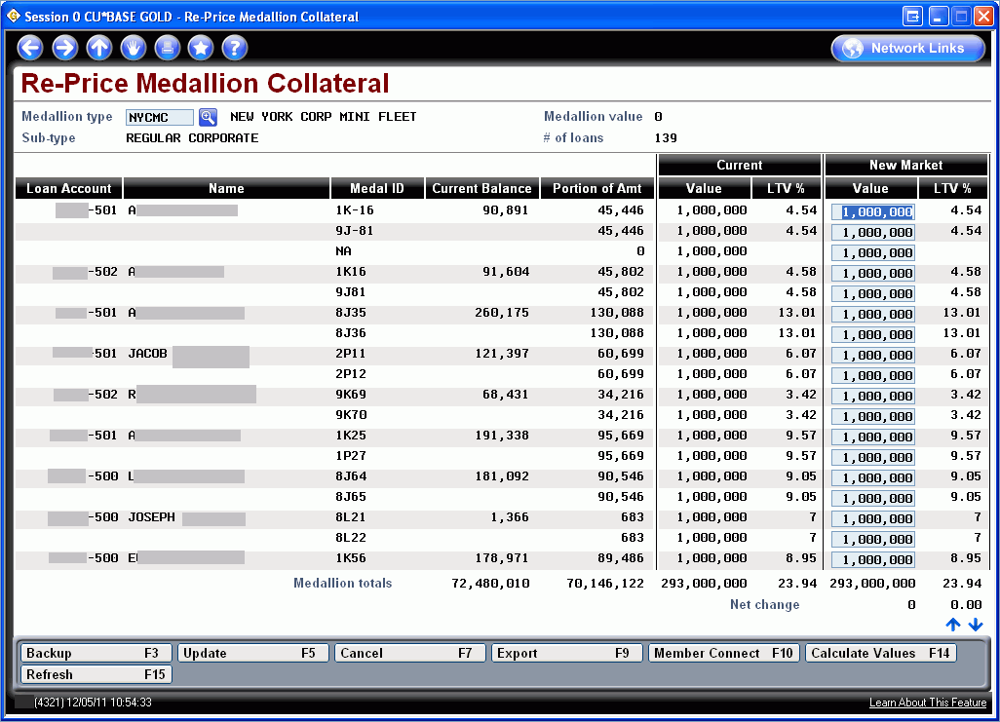 Session 0 CU*BASE GOLD - Re-Price Medallion Collateral
Network Links
Re-Price Medallion Collateral
Medallion type NYCMC NEW YORK CORP MINI FLEET Medallion value 0
Sub-type REGULAR CORPORATE # of loans 139
Current New Market
Loan Account Name Medal ID Current Balance Portion of Amt Value LTV % Value LTV %
-501 A 1K-16 90,891 45,446 1,000,000 4.54 1,000,000 4.54
9J-81 45,446 1,000,000 4.54 1,000,000 4.54
NA 0 1,000,000 1,000,000
-502 A 1K16 91,604 45,802 1,000,000 4.58 1,000,000 4.58
9J81 45,802 1,000,000 4.58 1,000,000 4.58
-501 A 8J35 260,175 130,088 1,000,000 13.01 1,000,000 13.01
8J36 130,088 1,000,000 13.01 1,000,000 13.01
-501 JACOB 2P11 121,397 60,699 1,000,000 6.07 1,000,000 6.07
2P12 60,699 1,000,000 6.07 1,000,000 6.07
-502 R 9K69 68,431 34,216 1,000,000 3.42 1,000,000 3.42
9K70 34,216 1,000,000 3.42 1,000,000 3.42
-501 A 1K25 191,338 95,669 1,000,000 9.57 1,000,000 9.57
1P27 95,669 1,000,000 9.57 1,000,000 9.57
-500 L 8J64 181,092 90,546 1,000,000 9.05 1,000,000 9.05
8J65 90,546 1,000,000 9.05 1,000,000 9.05
-500 JOSEPH 8L21 1,366 683 1,000,000 7 1,000,000 7
8L22 683 1,000,000 7 1,000,000 7
-500 E 1K56 178,971 89,486 1,000,000 8.95 1,000,000 8.95
Medallion totals 72,480,010 70,146,122 293,000,000 23.94 293,000,000 23.94
Net change 0 0.00
Backup F3 Update F5 Cancel F7 Export F9 Member Connect F10 Calculate Values F14
Refresh F15
(4321) 12/05/11 10:54:33 Learn About This Feature